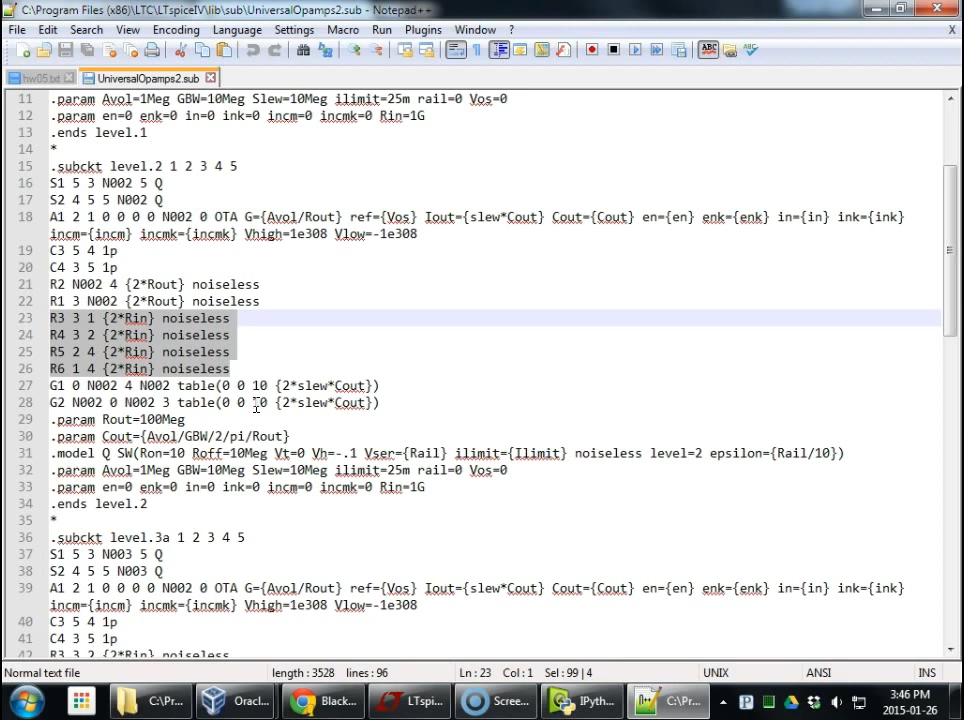 C:\Program Files (x86)\LTC\LTspiceIV\lib\sub\UniversalOpamps2.sub - Notepad++
File Edit Search View Encoding Language Settings Macro Run Plugins Window ? X
hw05.txt UniversalOpamps2.sub
11 .param Avol=1Meg GBW=10Meg Slew=10Meg ilimit=25m rail=0 Vos=0
12 .param en=0 enk=0 in=0 ink=0 incm=0 incmk=0 Rin=1G
13 .ends level.1
14 *
15 .subckt level.2 1 2 3 4 5
16 S1 5 3 N002 5 Q
17 S2 4 5 5 N002 Q
18 A1 2 1 0 0 0 0 N002 0 OTA G={Avol/Rout} ref={Vos} Iout={slew*Cout} Cout={Cout} en={en} enk={enk} in={in} ink={ink}
incm={incm} incmk={incmk} Vhigh=1e308 Vlow=-1e308
19 C3 5 4 1p
20 C4 3 5 1p
21 R2 N002 4 {2*Rout} noiseless
22 R1 3 N002 {2*Rout} noiseless
23 R3 3 1 {2*Rin} noiseless
24 R4 3 2 {2*Rin} noiseless
25 R5 2 4 {2*Rin} noiseless
26 R6 1 4 {2*Rin} noiseless
27 G1 0 N002 4 N002 table(0 0 10 {2*slew*Cout})
28 G2 N002 0 N002 3 table(0 0 10 {2*slew*Cout})
29 .param Rout=100Meg
30 .param Cout={Avol/GBW/2/pi/Rout}
31 .model Q SW(Ron=10 Roff=10Meg Vt=0 Vh=-.1 Vser={Rail} ilimit={Ilimit} noiseless level=2 epsilon={Rail/10})
32 .param Avol=1Meg GBW=10Meg Slew=10Meg ilimit=25m rail=0 Vos=0
33 .param en=0 enk=0 in=0 ink=0 incm=0 incmk=0 Rin=1G
34 .ends level.2
35 *
36 .subckt level.3a 1 2 3 4 5
37 S1 5 3 N003 5 Q
38 S2 4 5 5 N003 Q
39 A1 2 1 0 0 0 0 N002 0 OTA G={Avol/Rout} ref={Vos} Iout={slew*Cout} Cout={Cout} en={en} enk={enk} in={in} ink={ink}
incm={incm} incmk={incmk} Vhigh=1e308 Vlow=-1e308
40 C3 5 4 1p
41 C4 3 5 1p
42 R3 3 2 {2*Rin} noiseless
Normal text file length : 3528 lines : 96 Ln : 23 Col : 1 Sel : 99 | 4 UNIX ANSI INS
C:\Pr... Oracl... Black... LTspi... Scree... IPyth... C:\Pr... 3:46 PM
2015-01-26